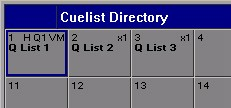 Cuelist Directory
1 H Q1 VM 2 x1 3 x1 4
Q List 1 Q List 2 Q List 3
11 12 13 14